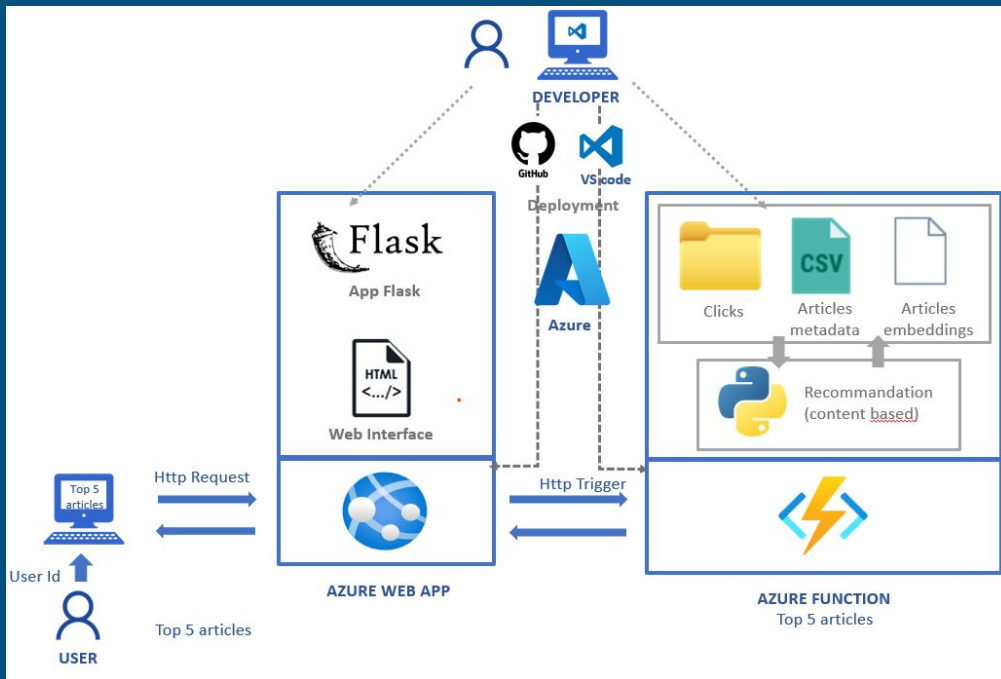 DEVELOPER
GitHub
VS code
Deployment
Azure
Flask
App Flask
HTML
<.../>
Web Interface
Clicks
CSV
Articles
metadata
Articles
embeddings
Recommandation
(content based)
Top 5
articles
Http Request
Http Trigger
User Id
USER
Top 5 articles
AZURE WEB APP
AZURE FUNCTION
Top 5 articles